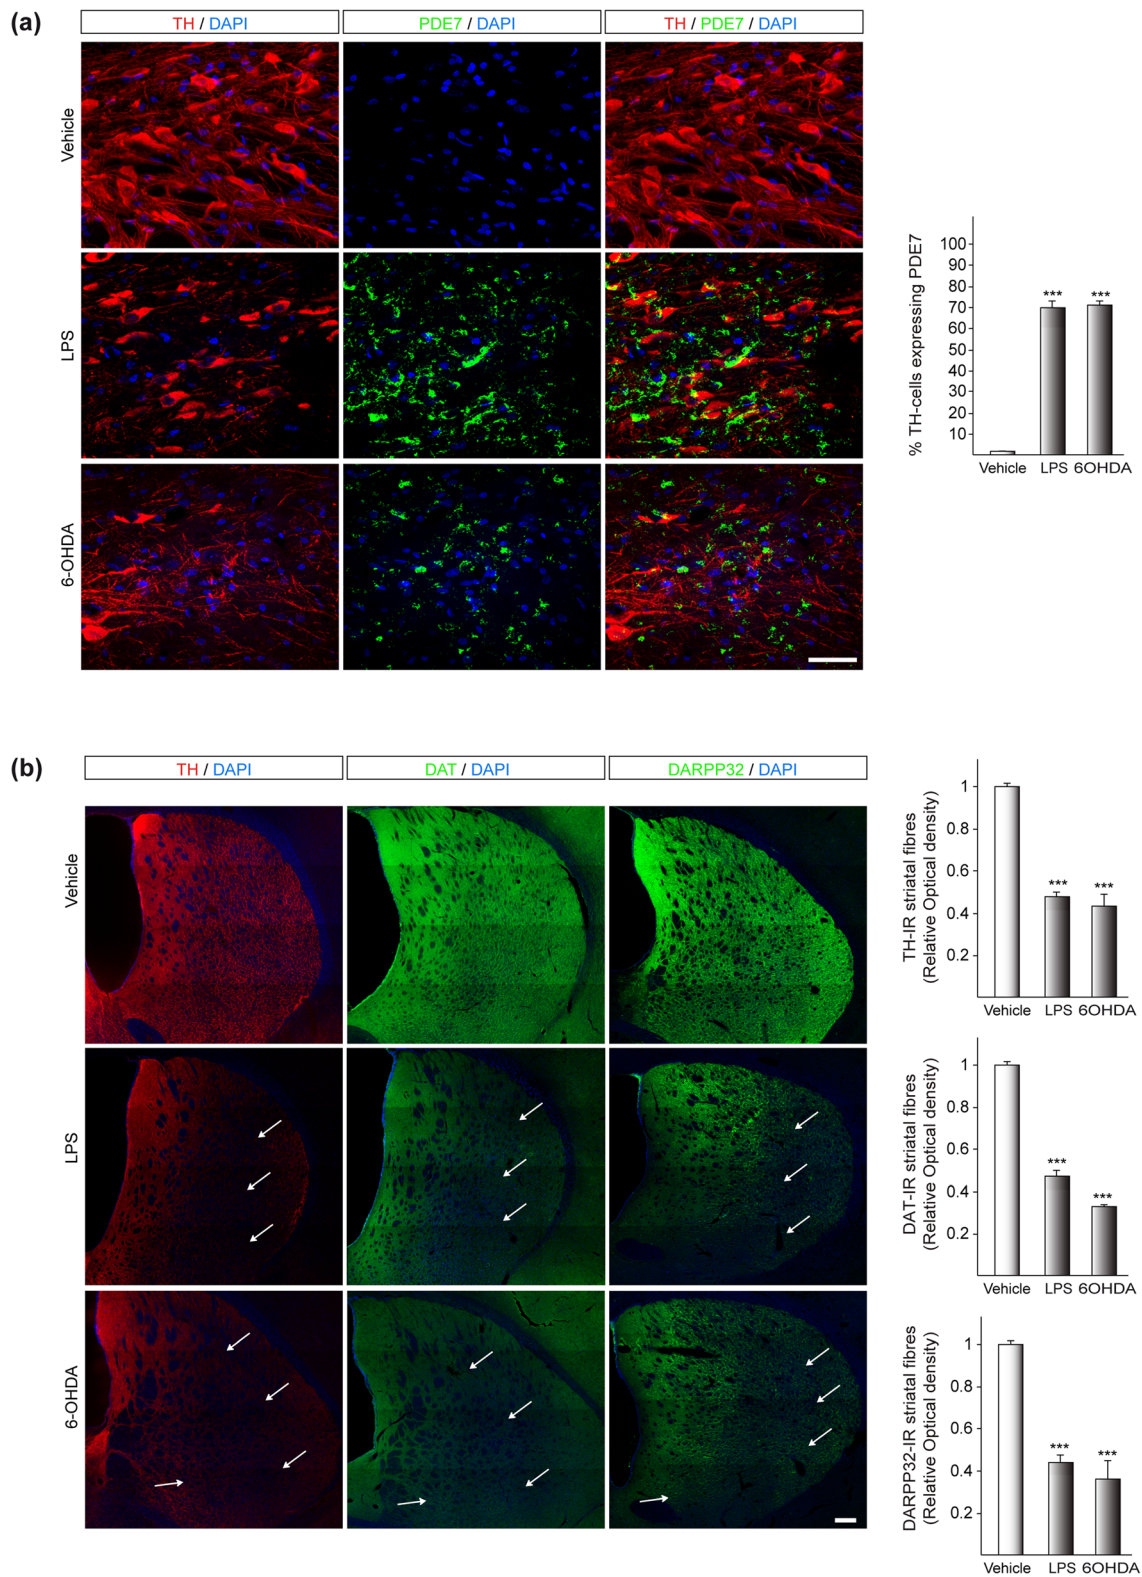 (a)
TH / DAPI
PDE7 / DAPI
TH / PDE7 / DAPI
Vehicle
LPS
6-OHDA
% TH-cells expressing PDE7
100
90
80
70
60
50
40
30
20
10
***
***
Vehicle LPS 6OHDA
(b)
TH / DAPI
DAT / DAPI
DARPP32 / DAPI
Vehicle
LPS
6-OHDA
TH-IR striatal fibres
(Relative Optical density)
1
0.8
0.6
0.4
0.2
***
***
Vehicle LPS 6OHDA
DAT-IR striatal fibres
(Relative Optical density)
1
0.8
0.6
0.4
0.2
***
***
Vehicle LPS 6OHDA
DARPP32-IR striatal fibres
(Relative Optical density)
1
0.8
0.6
0.4
0.2
***
***
Vehicle LPS 6OHDA